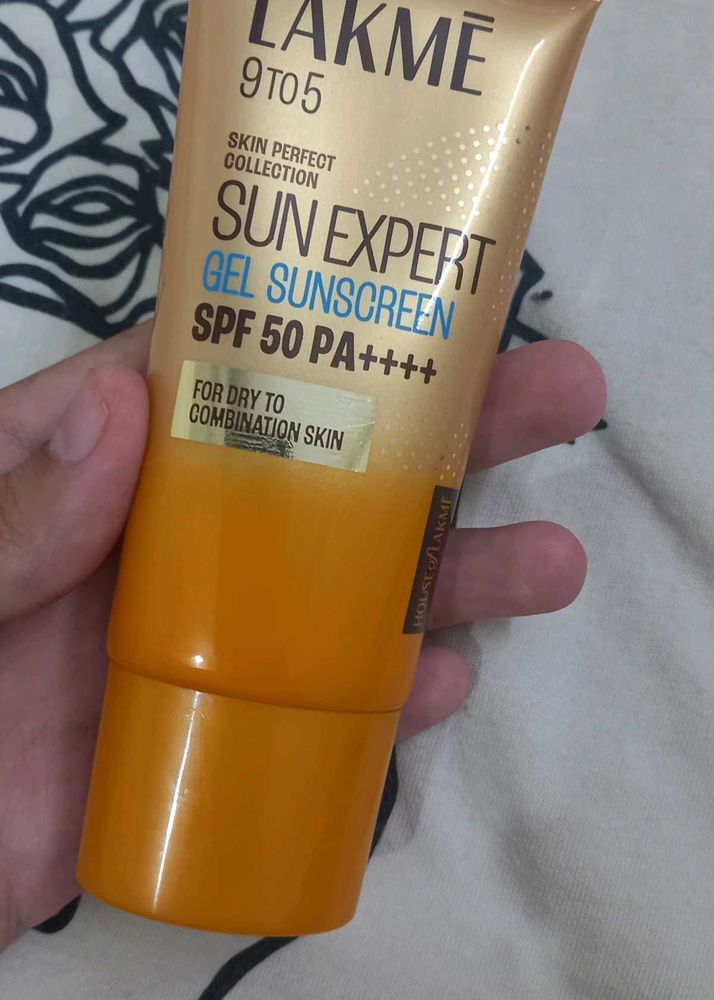 LAKMĒ
9TO5
SKIN PERFECT
COLLECTION
SUN EXPERT
GEL SUNSCREEN
SPF 50 PA++++
FOR DRY TO
COMBINATION SKIN
HOUSE of LAKMĒ